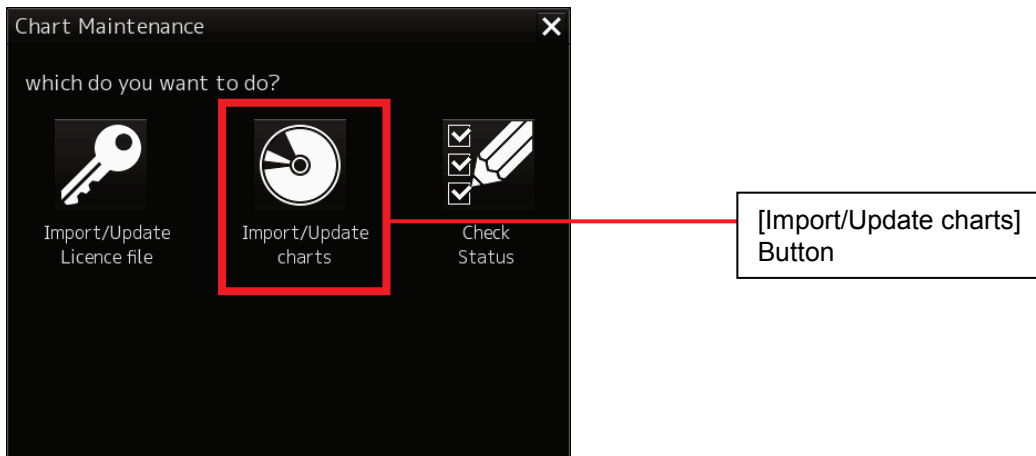 Chart Maintenance
which do you want to do?
Import/Update
Licence file
Import/Update
charts
Check
Status
[Import/Update charts]
Button